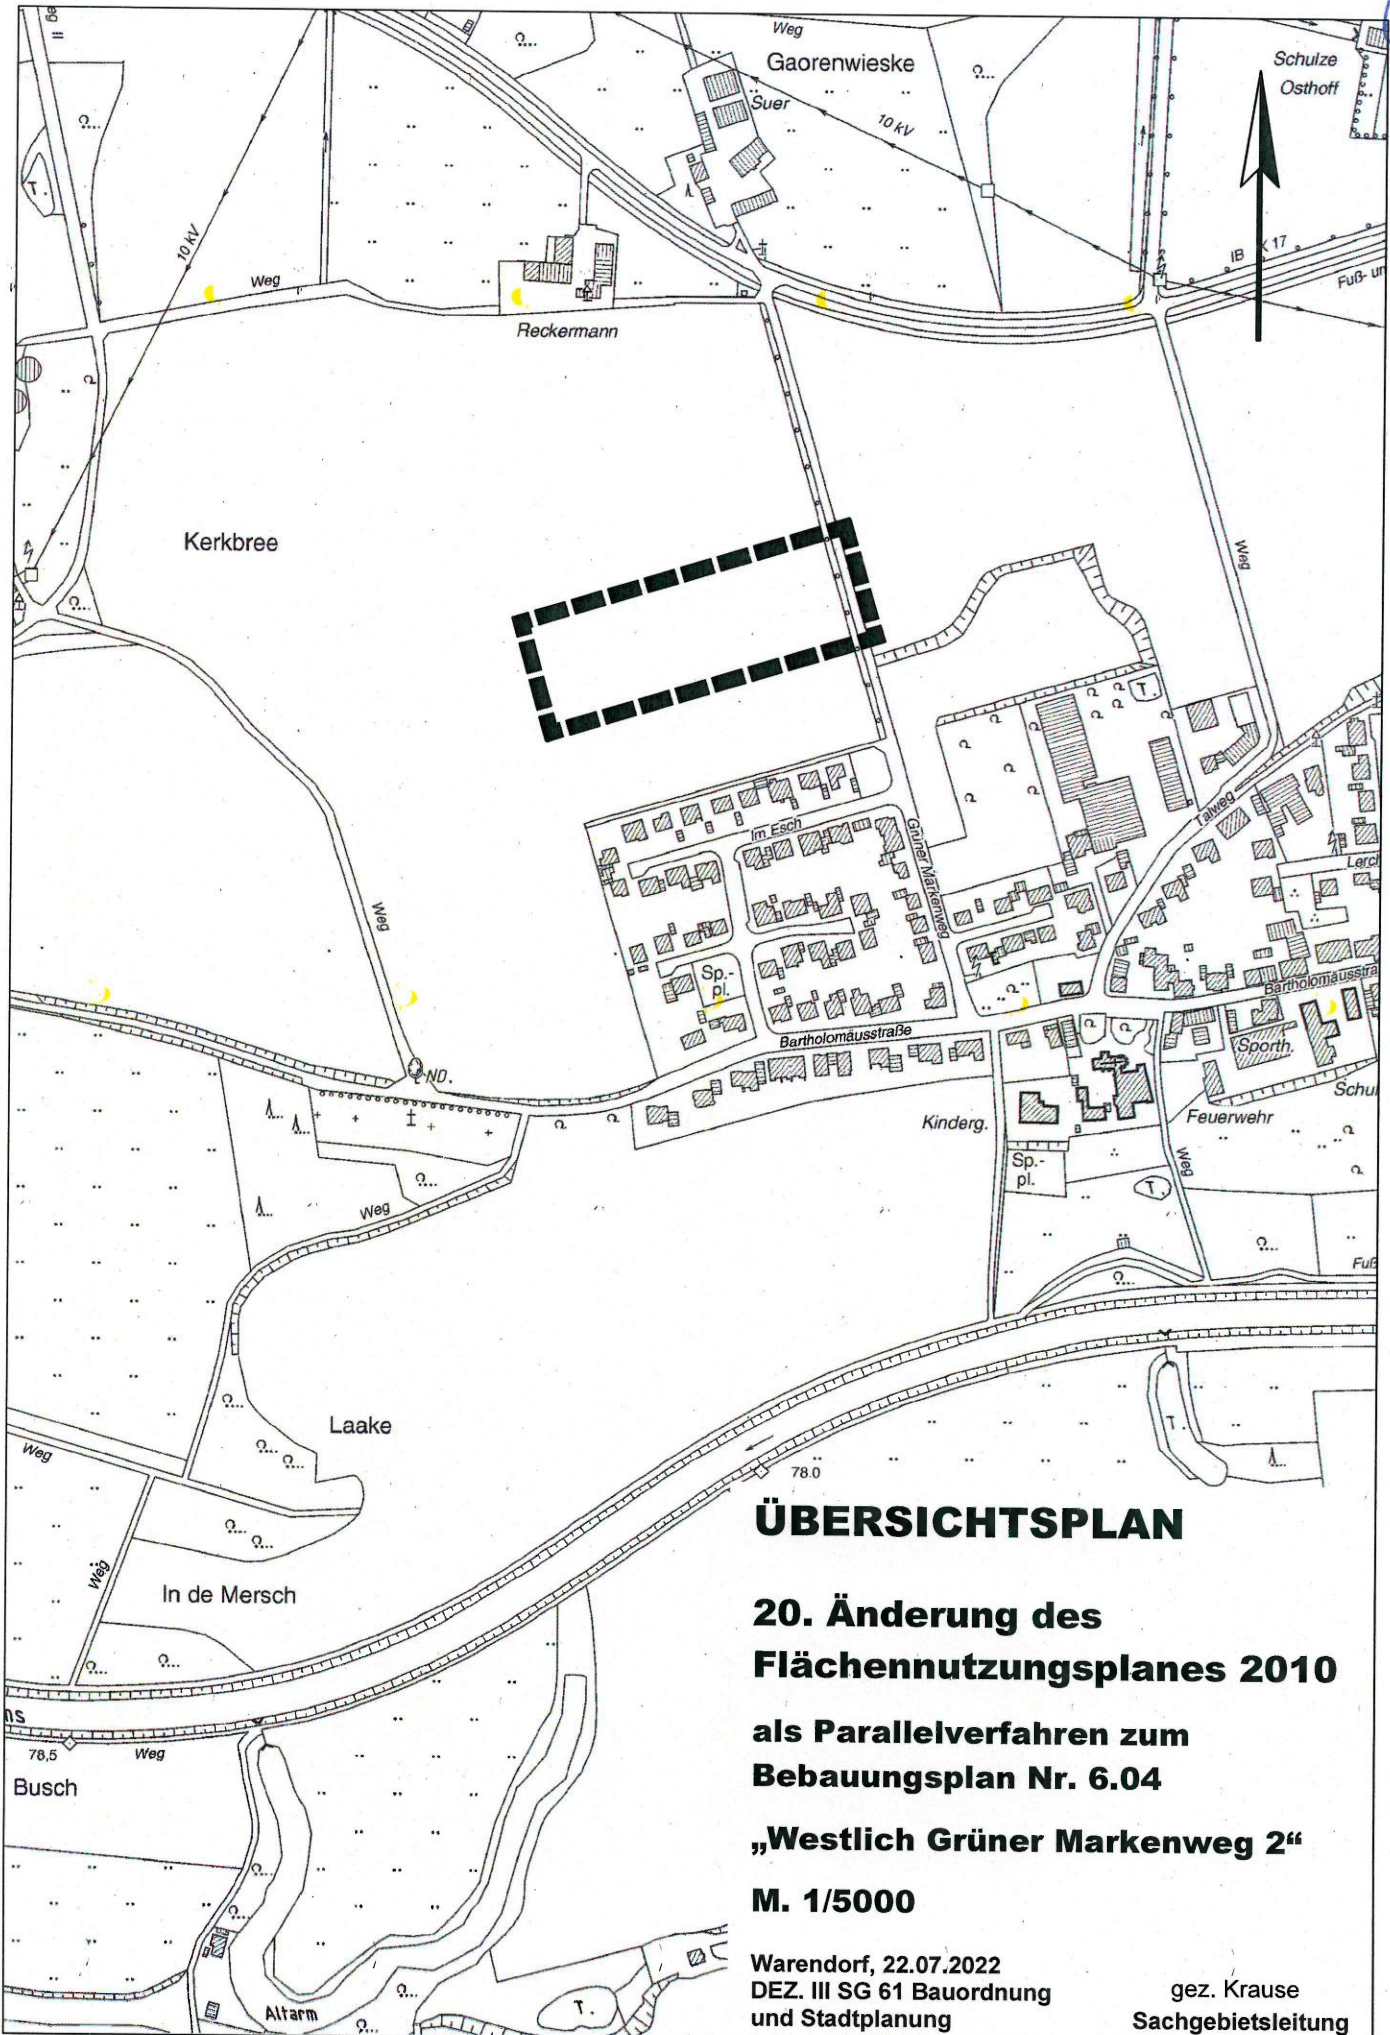 Weg
Gaorenwieske
Schulze
Osthoff
Suer
10 kV
10 kV
T.
Weg
IB K 17
Reckermann
Kerkbree
Weg
T.
Im Esch
Grüner Markenweg
Talweg
Weg
Sp.-
pl.
Bartholomäusstraße
Bartholomäusstra
Sporth.
ND.
Schul
Kinderg.
Feuerwehr
Sp.-
pl.
Weg
T.
Weg
Laake
T.
Weg
78.0
Weg
In de Mersch
ns
78,5
Weg
Busch
Altarm
T.
ÜBERSICHTSPLAN
20. Änderung des
Flächennutzungsplanes 2010
als Parallelverfahren zum
Bebauungsplan Nr. 6.04
„Westlich Grüner Markenweg 2“
M. 1/5000
Warendorf, 22.07.2022
DEZ. III SG 61 Bauordnung
und Stadtplanung
gez. Krause
Sachgebietsleitung